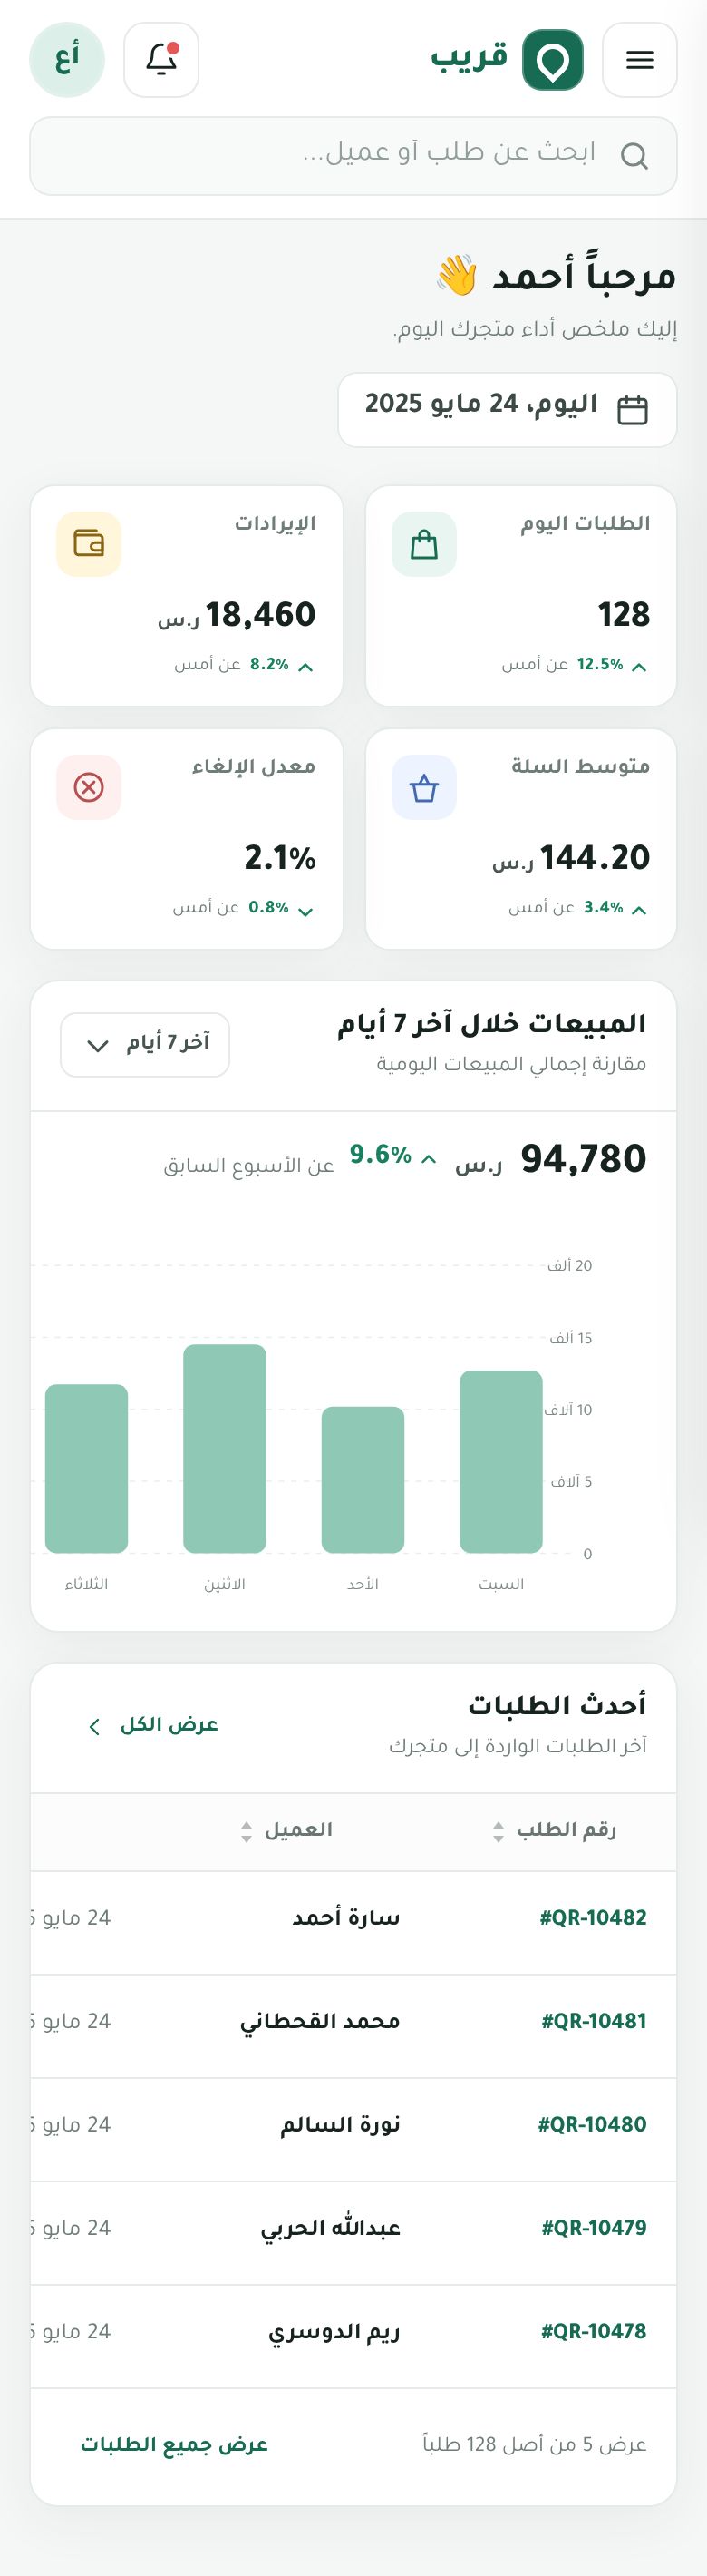 قريب
أع
ابحث عن طلب أو عميل...
مرحباً أحمد 👋
إليك ملخص أداء متجرك اليوم.
اليوم، 24 مايو 2025
الطلبات اليوم
128
12.5% عن أمس
الإيرادات
18,460 ر.س
8.2% عن أمس
متوسط السلة
144.20 ر.س
3.4% عن أمس
معدل الإلغاء
2.1%
0.8% عن أمس
المبيعات خلال آخر 7 أيام
آخر 7 أيام
مقارنة إجمالي المبيعات اليومية
94,780 ر.س 9.6% عن الأسبوع السابق
20 ألف
15 ألف
10 آلاف
5 آلاف
0
السبت الأحد الاثنين الثلاثاء
أحدث الطلبات
عرض الكل
آخر الطلبات الواردة إلى متجرك
رقم الطلب العميل
#QR-10482 سارة أحمد 24 مايو
#QR-10481 محمد القحطاني 24 مايو
#QR-10480 نورة السالم 24 مايو
#QR-10479 عبدالله الحربي 24 مايو
#QR-10478 ريم الدوسري 24 مايو
عرض 5 من أصل 128 طلباً عرض جميع الطلبات